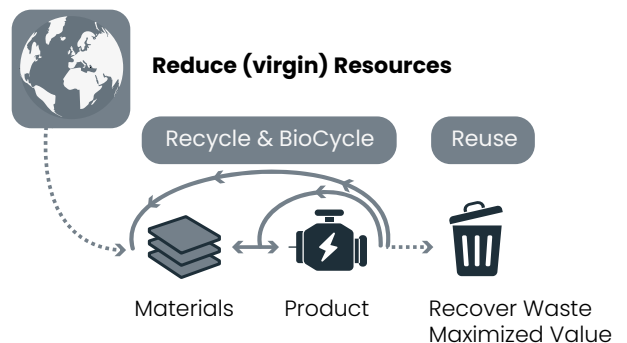 Reduce (virgin) Resources
Recycle & BioCycle
Reuse
Materials
Product
Recover Waste
Maximized Value